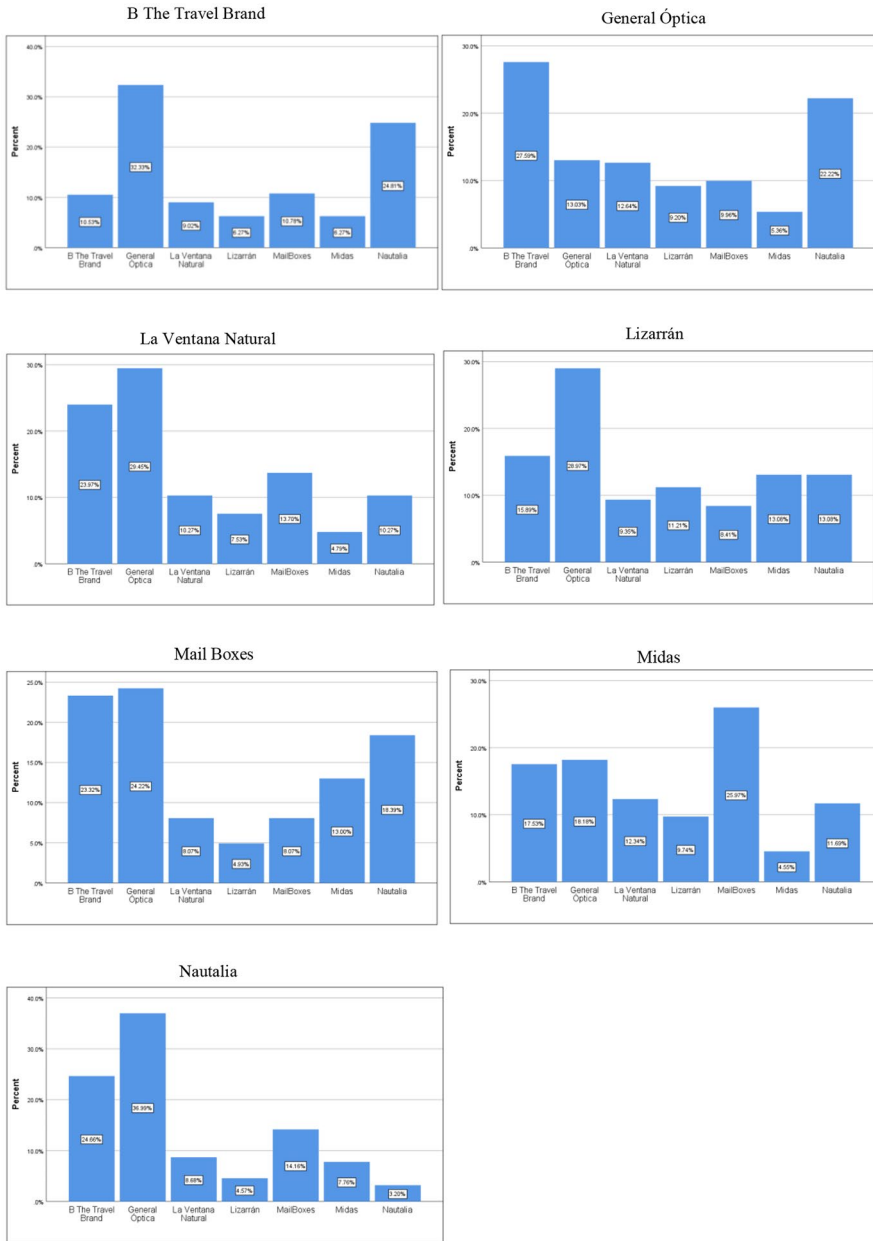 B The Travel Brand
40.0%
30.0%
20.0%
10.0%
.0%
Percent
10.53%
32.33%
9.02%
6.27%
10.78%
6.27%
24.81%
B The Travel
Brand
General
Óptica
La Ventana
Natural
Lizarrán
MailBoxes
Midas
Nautalia
General Óptica
30.0%
20.0%
10.0%
.0%
Percent
27.59%
13.03%
12.64%
9.20%
9.96%
5.36%
22.22%
B The Travel
Brand
General
Óptica
La Ventana
Natural
Lizarrán
MailBoxes
Midas
Nautalia
La Ventana Natural
30.0%
20.0%
10.0%
.0%
Percent
23.97%
29.45%
10.27%
7.53%
13.70%
4.79%
10.27%
B The Travel
Brand
General
Óptica
La Ventana
Natural
Lizarrán
MailBoxes
Midas
Nautalia
Lizarrán
30.0%
20.0%
10.0%
.0%
Percent
15.89%
28.97%
9.35%
11.21%
8.41%
13.08%
13.08%
B The Travel
Brand
General
Óptica
La Ventana
Natural
Lizarrán
MailBoxes
Midas
Nautalia
Mail Boxes
25.0%
20.0%
15.0%
10.0%
5.0%
.0%
Percent
23.32%
24.22%
8.07%
4.93%
8.07%
13.00%
18.39%
B The Travel
Brand
General
Óptica
La Ventana
Natural
Lizarrán
MailBoxes
Midas
Nautalia
Midas
30.0%
20.0%
10.0%
.0%
Percent
17.53%
18.18%
12.34%
9.74%
25.97%
4.55%
11.69%
B The Travel
Brand
General
Óptica
La Ventana
Natural
Lizarrán
MailBoxes
Midas
Nautalia
Nautalia
40.0%
30.0%
20.0%
10.0%
.0%
Percent
24.66%
36.99%
8.68%
4.57%
14.16%
7.76%
3.20%
B The Travel
Brand
General
Óptica
La Ventana
Natural
Lizarrán
MailBoxes
Midas
Nautalia